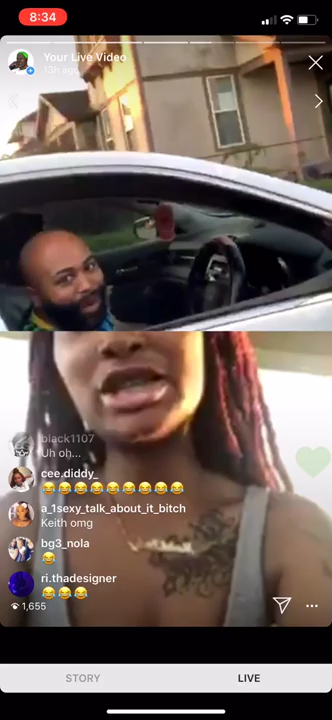 8:34
Your Live Video
13h ago
black1107
Uh oh...
cee.diddy_
😂😂😂😂😂😂😂😂😂
a_1sexy_talk_about_it_bitch
Keith omg
bg3_nola
😂
ri.thadesigner
😂😂😂
1,655
STORY
LIVE